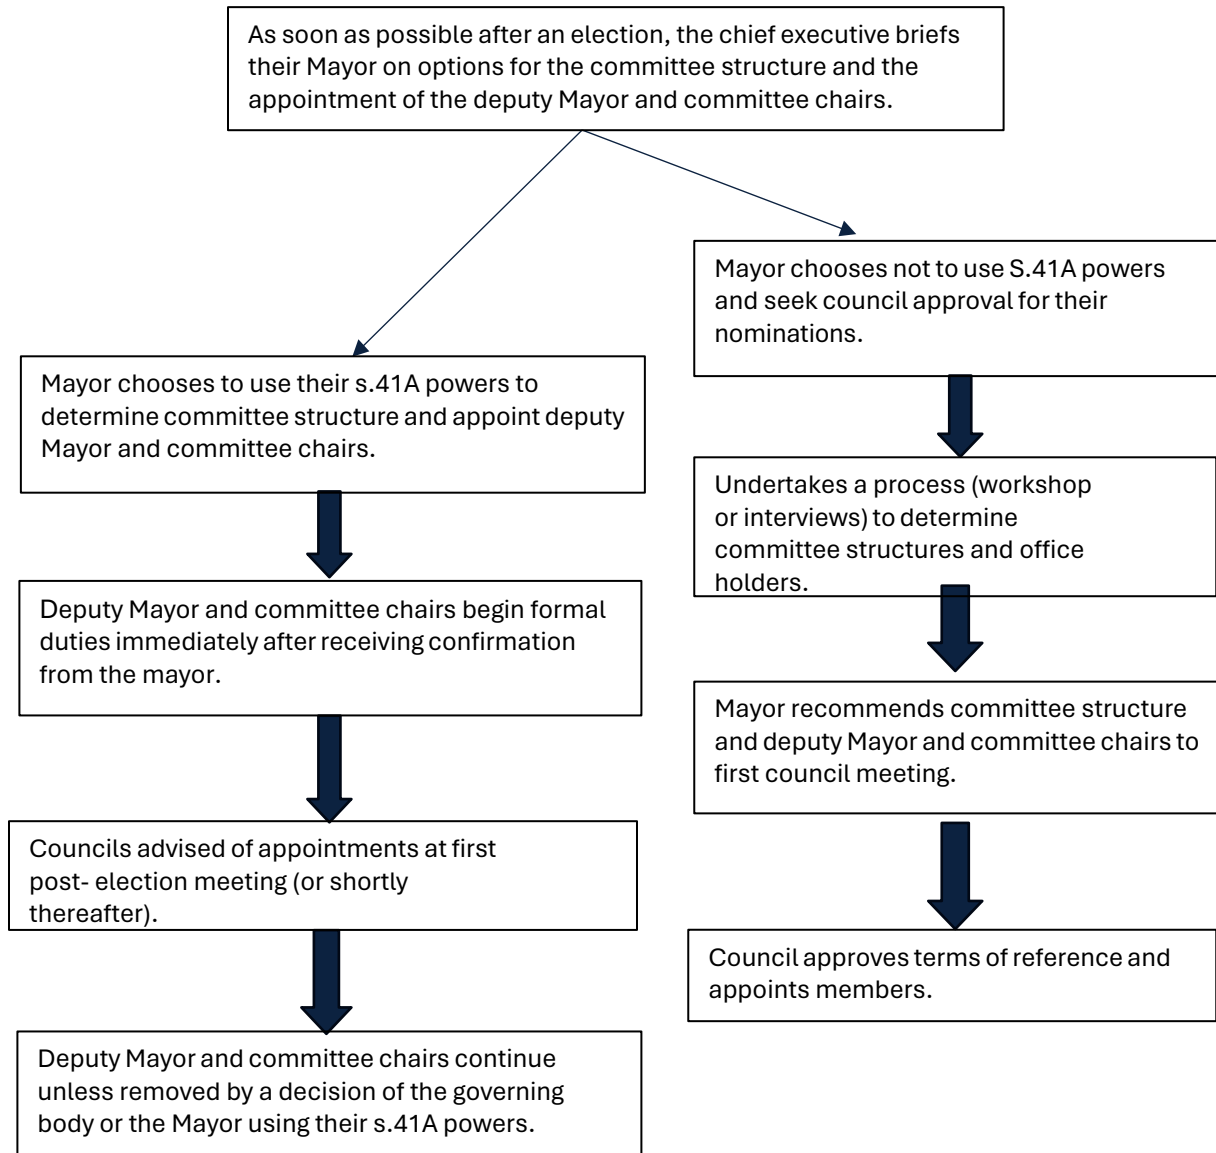 As soon as possible after an election, the chief executive briefs
their Mayor on options for the committee structure and the
appointment of the deputy Mayor and committee chairs.
Mayor chooses not to use S.41A powers
and seek council approval for their
nominations.
Mayor chooses to use their s.41A powers to
determine committee structure and appoint deputy
Mayor and committee chairs.
Undertakes a process (workshop
or interviews) to determine
committee structures and office
holders.
Deputy Mayor and committee chairs begin formal
duties immediately after receiving confirmation
from the mayor.
Mayor recommends committee structure
and deputy Mayor and committee chairs to
first council meeting.
Councils advised of appointments at first
post- election meeting (or shortly
thereafter).
Council approves terms of reference and
appoints members.
Deputy Mayor and committee chairs continue
unless removed by a decision of the governing
body or the Mayor using their s.41A powers.